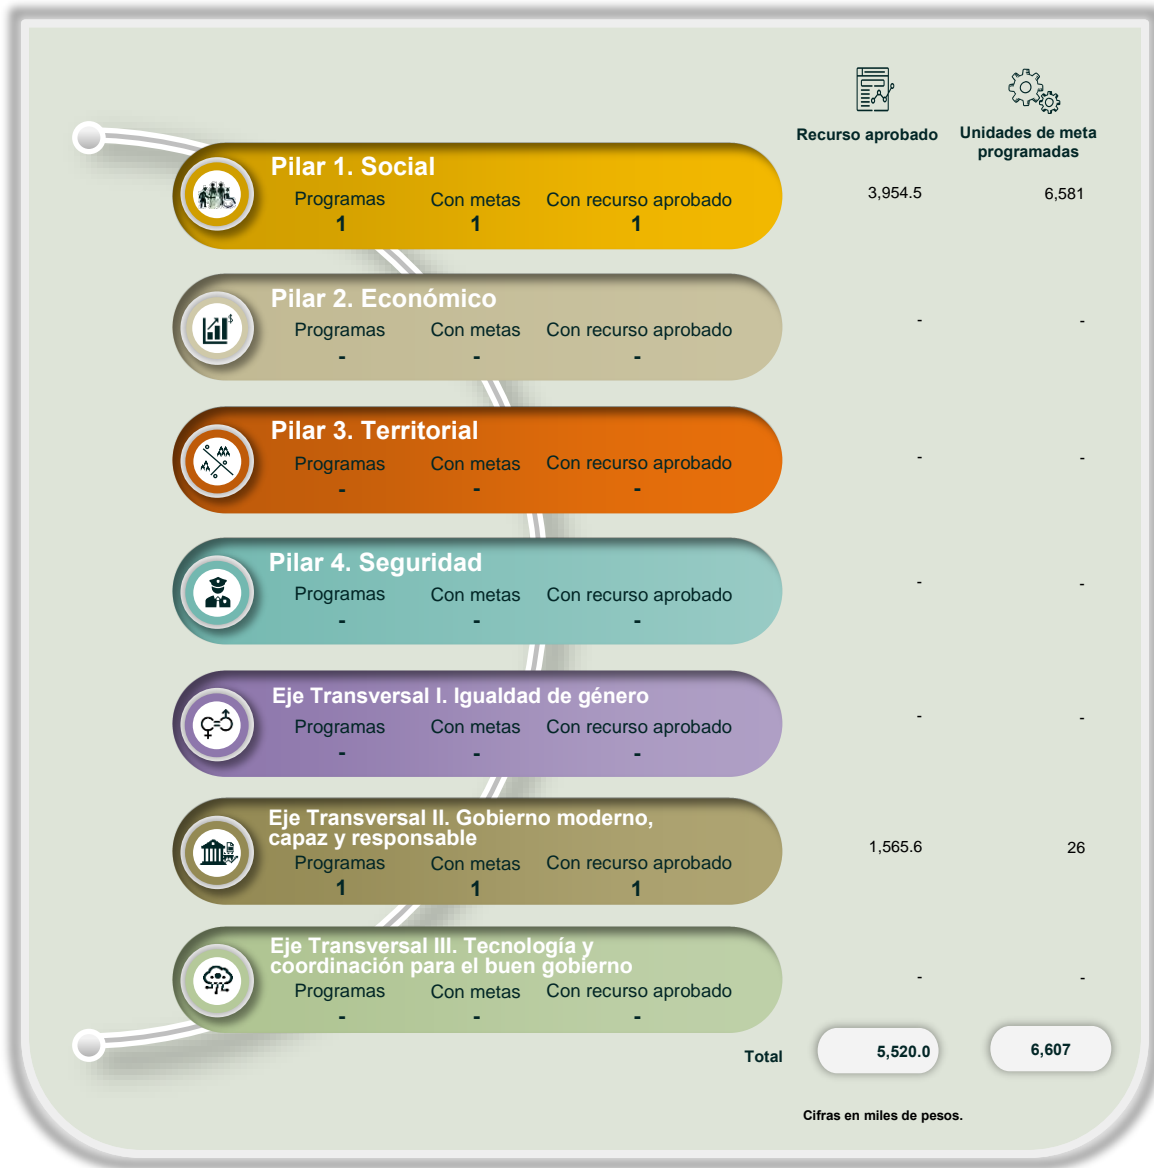 Recurso aprobado
Unidades de meta
programadas
Pilar 1. Social
Programas Con metas Con recurso aprobado
1 1 1
3,954.5 6,581
Pilar 2. Económico
Programas Con metas Con recurso aprobado
- - -
- -
Pilar 3. Territorial
Programas Con metas Con recurso aprobado
- - -
- -
Pilar 4. Seguridad
Programas Con metas Con recurso aprobado
- - -
- -
Eje Transversal I. Igualdad de género
Programas Con metas Con recurso aprobado
- - -
- -
Eje Transversal II. Gobierno moderno,
capaz y responsable
Programas Con metas Con recurso aprobado
1 1 1
1,565.6 26
Eje Transversal III. Tecnología y
coordinación para el buen gobierno
Programas Con metas Con recurso aprobado
- - -
- -
Total 5,520.0 6,607
Cifras en miles de pesos.